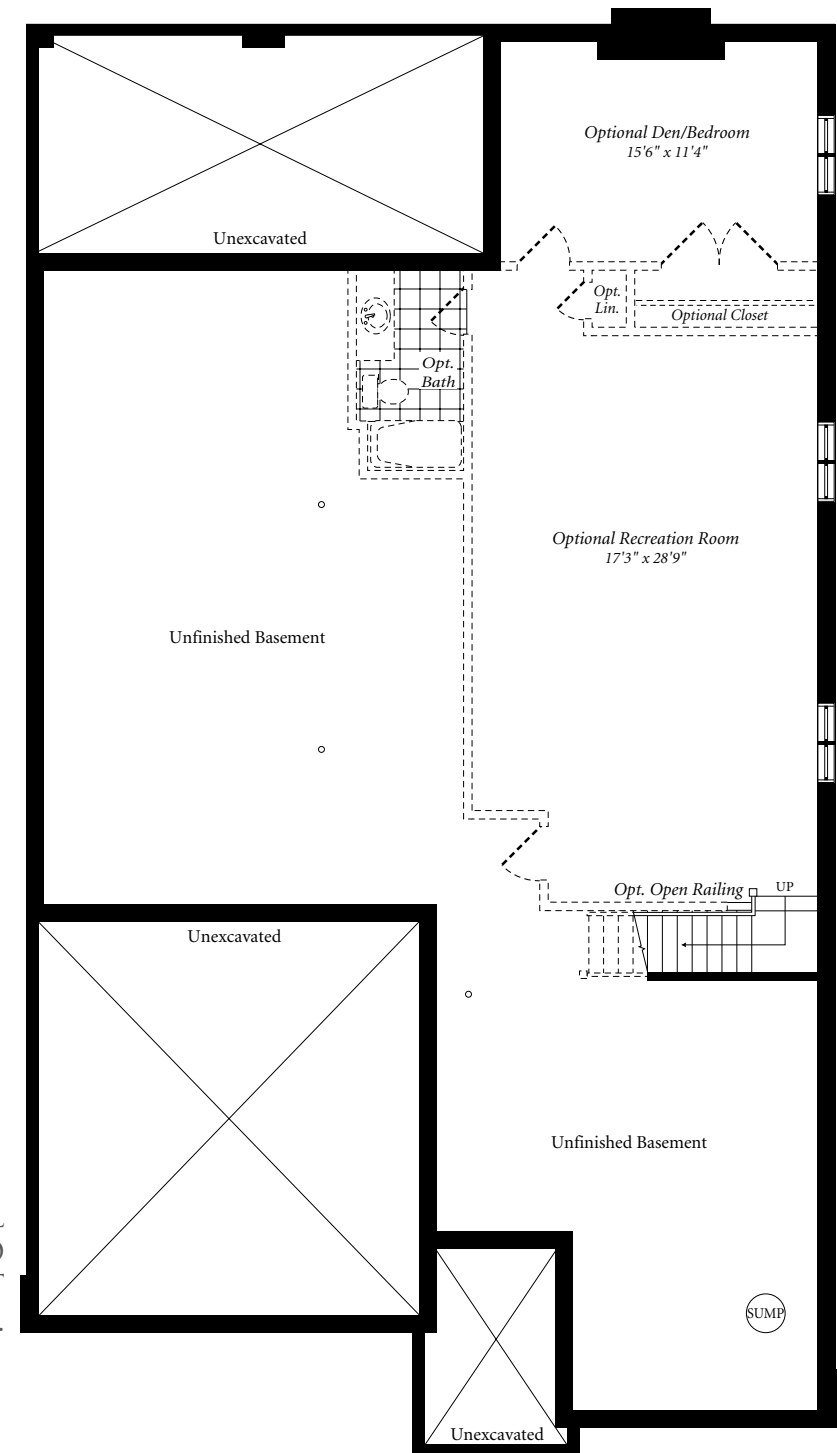 Optional Den/Bedroom
15'6" x 11'4"
Unexcavated
Opt.
Lin.
Optional Closet
Opt.
Bath
Optional Recreation Room
17'3" x 28'9"
Unfinished Basement
Opt. Open Railing
UP
Unexcavated
Unfinished Basement
SUMP
Unexcavated